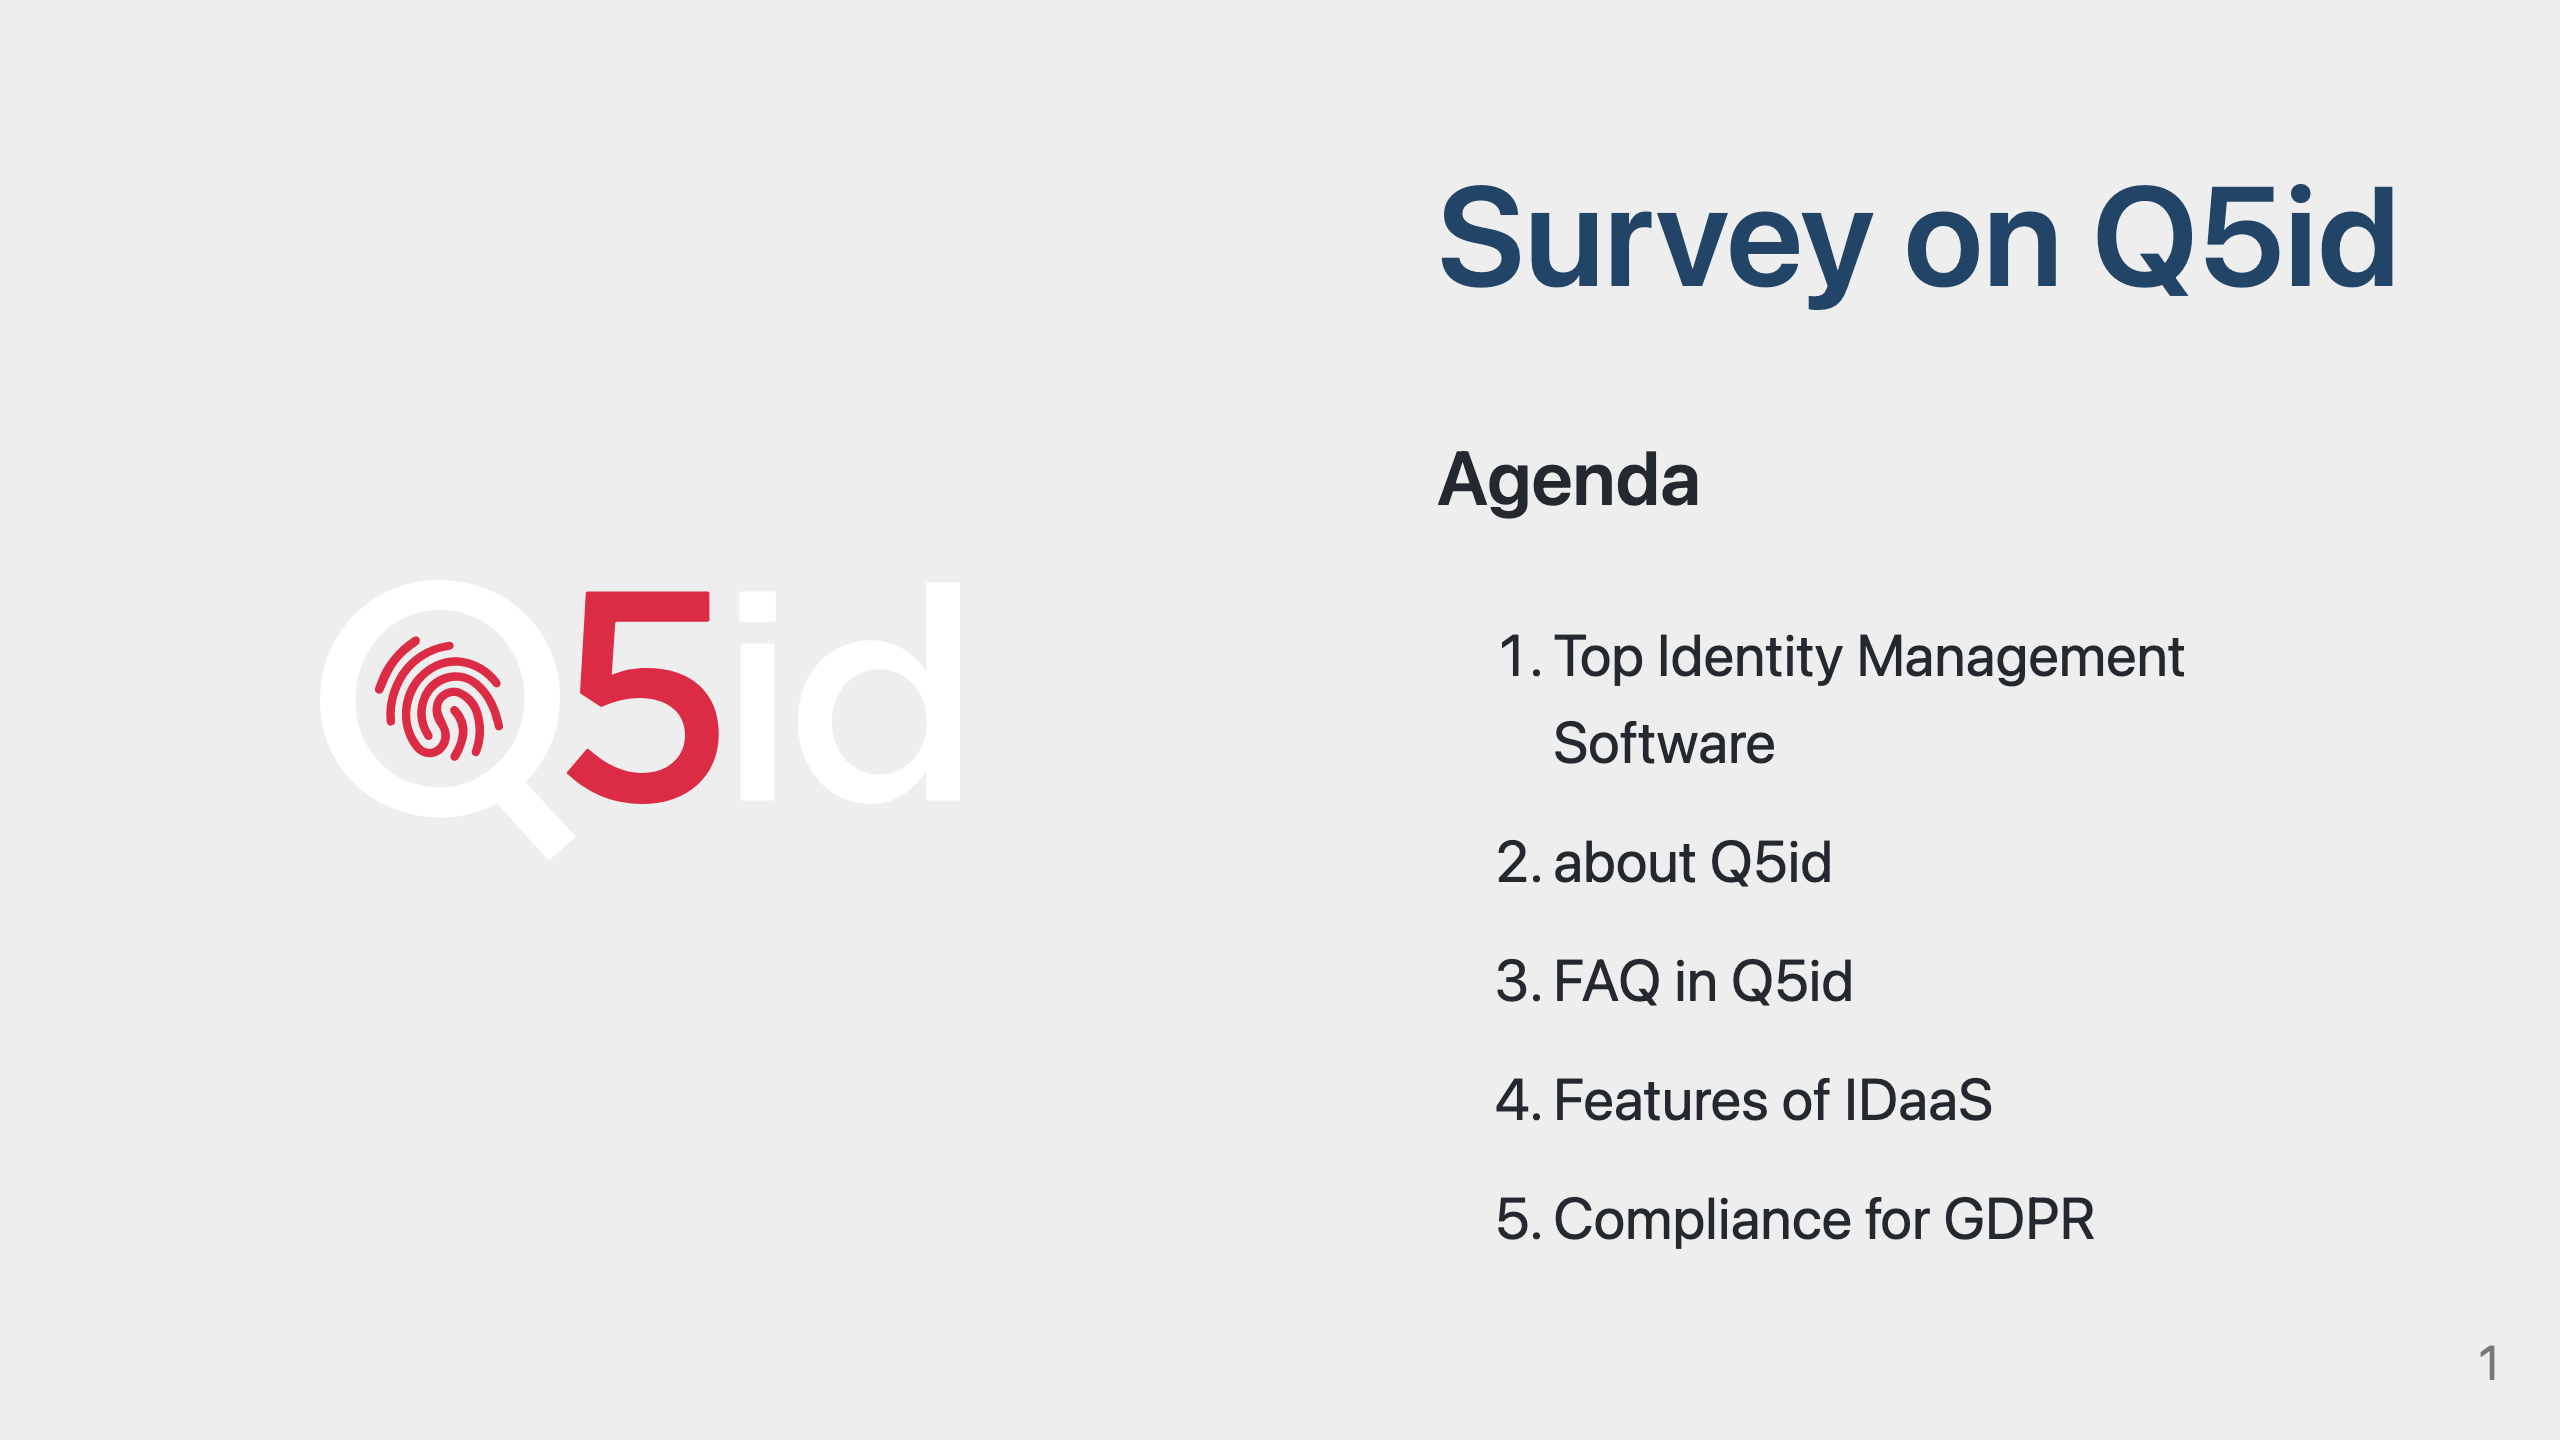 Q5id
Survey on Q5id
Agenda
1. Top Identity Management
Software
2. about Q5id
3. FAQ in Q5id
4. Features of IDaaS
5. Compliance for GDPR
1